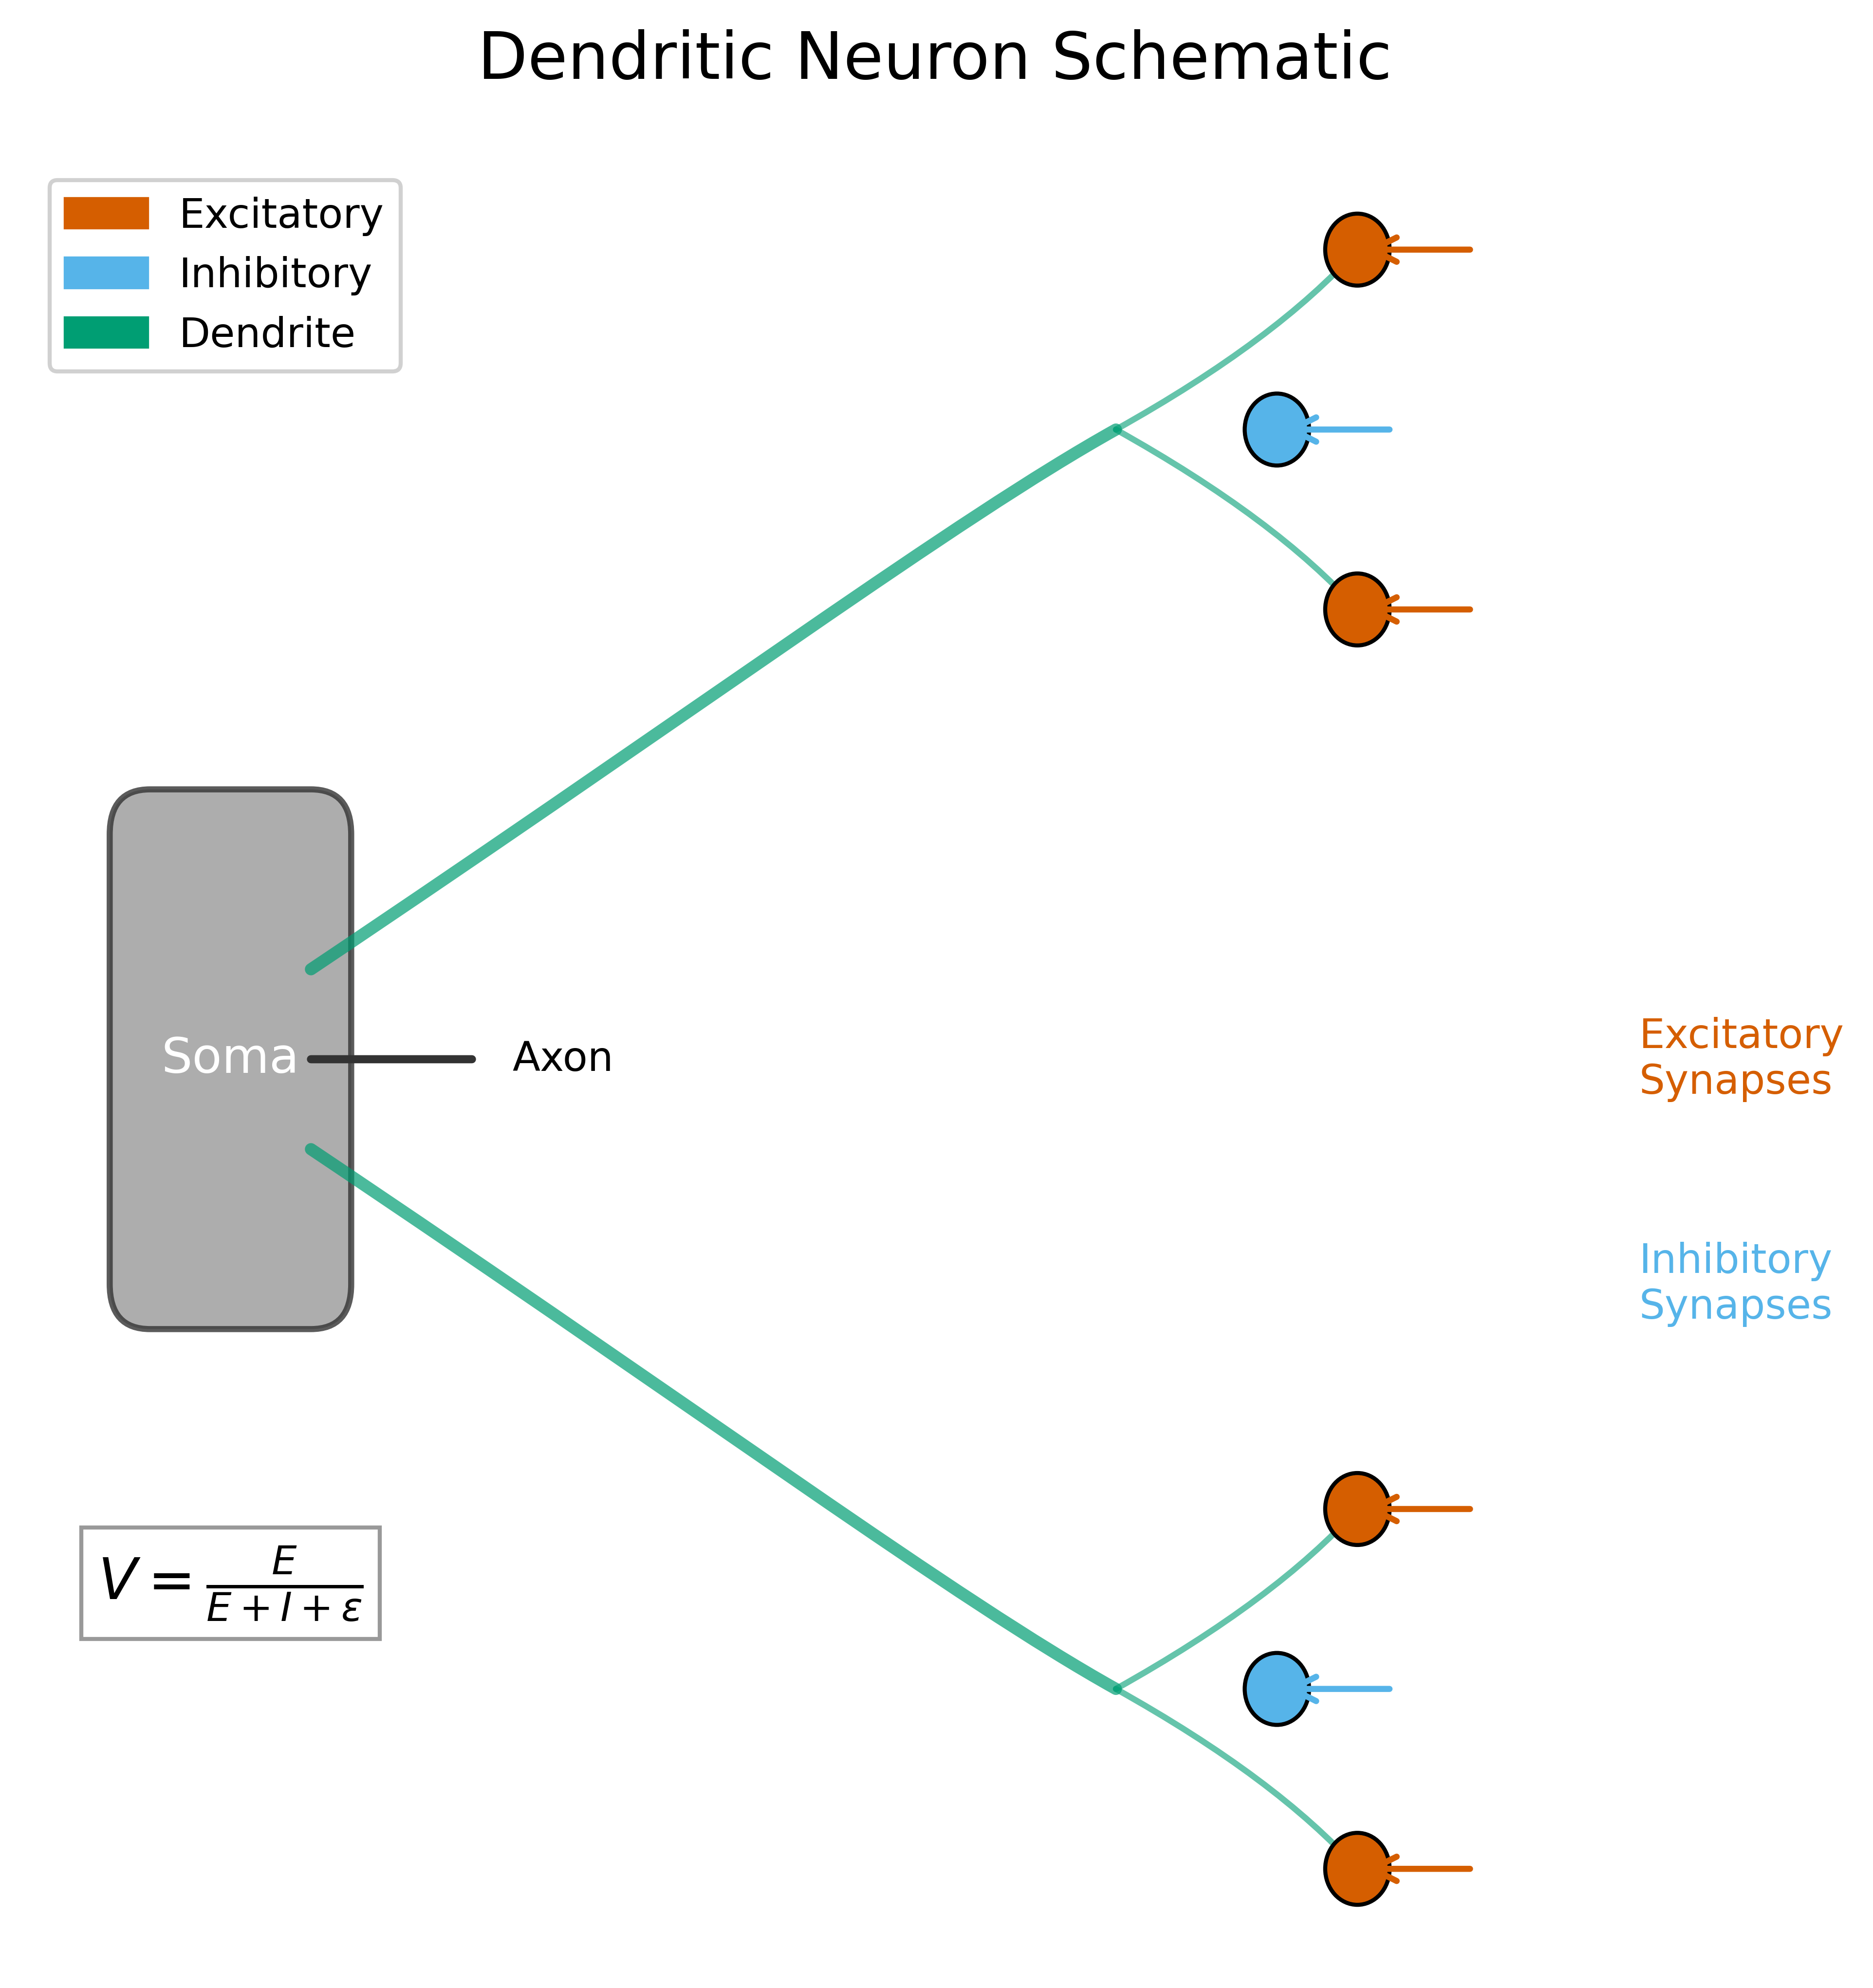 Dendritic Neuron Schematic
Excitatory
Inhibitory
Dendrite
Soma
Axon
Excitatory
Synapses
Inhibitory
Synapses
V = E / (E + I + ε)